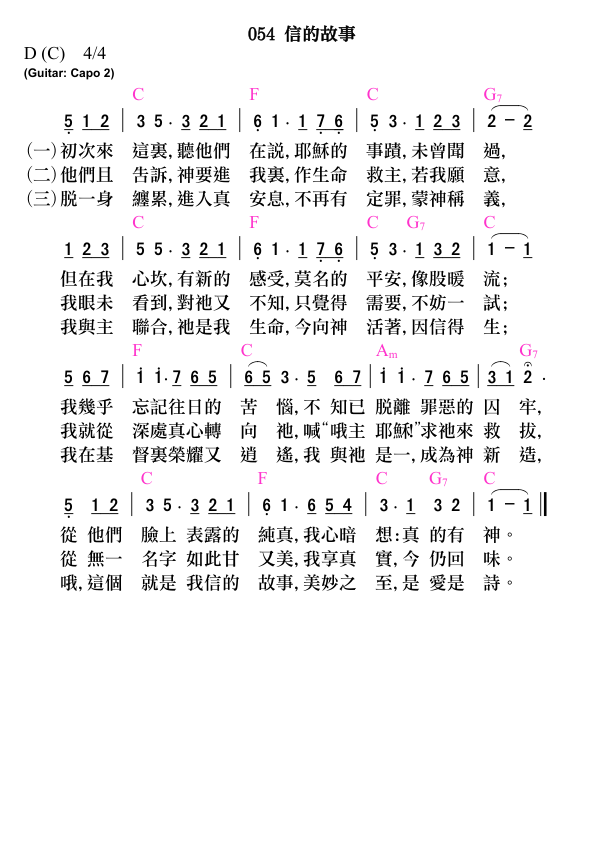 054 信的故事
D (C) 4/4
(Guitar: Capo 2)
C F C G7
5 1 2 | 3 5 · 3 2 1 | 6 1 · 1 7 6 | 5 3 · 1 2 3 | 2 – 2
(一)初次來 這裏,聽他們 在説,耶穌的 事蹟,未曾聞 過,
(二)他們且 告訴,神要進 我裏,作生命 救主,若我願 意,
(三)脱一身 纏累,進入真 安息,不再有 定罪,蒙神稱 義,
C F C G7 C
1 2 3 | 5 5 · 3 2 1 | 6 1 · 1 7 6 | 5 3 · 1 3 2 | 1 – 1
但在我 心坎,有新的 感受,莫名的 平安,像股暖 流;
我眼未 看到,對祂又 不知,只覺得 需要,不妨一 試;
我與主 聯合,祂是我 生命,今向神 活著,因信得 生;
F C Am G7
5 6 7 | 1 1 · 7 6 5 | 6 5 3 · 5 6 7 | 1 1 · 7 6 5 | 3 1 2 ·
我幾乎 忘記往日的 苦 惱,不 知已 脱離 罪惡的 囚 牢,
我就從 深處真心轉 向 祂,喊“哦主 耶穌!”求祂來 救 拔,
我在基 督裏榮耀又 逍 遙,我 與祂 是一,成為神 新 造,
C F C G7 C
5 1 2 | 3 5 · 3 2 1 | 6 1 · 6 5 4 | 3 · 1 3 2 | 1 – 1 ‖
從 他們 臉上 表露的 純真,我心暗 想:真 的有 神。
從 無一 名字 如此甘 又美,我享真 實,今 仍回 味。
哦,這個 就是 我信的 故事,美妙之 至,是 愛是 詩。